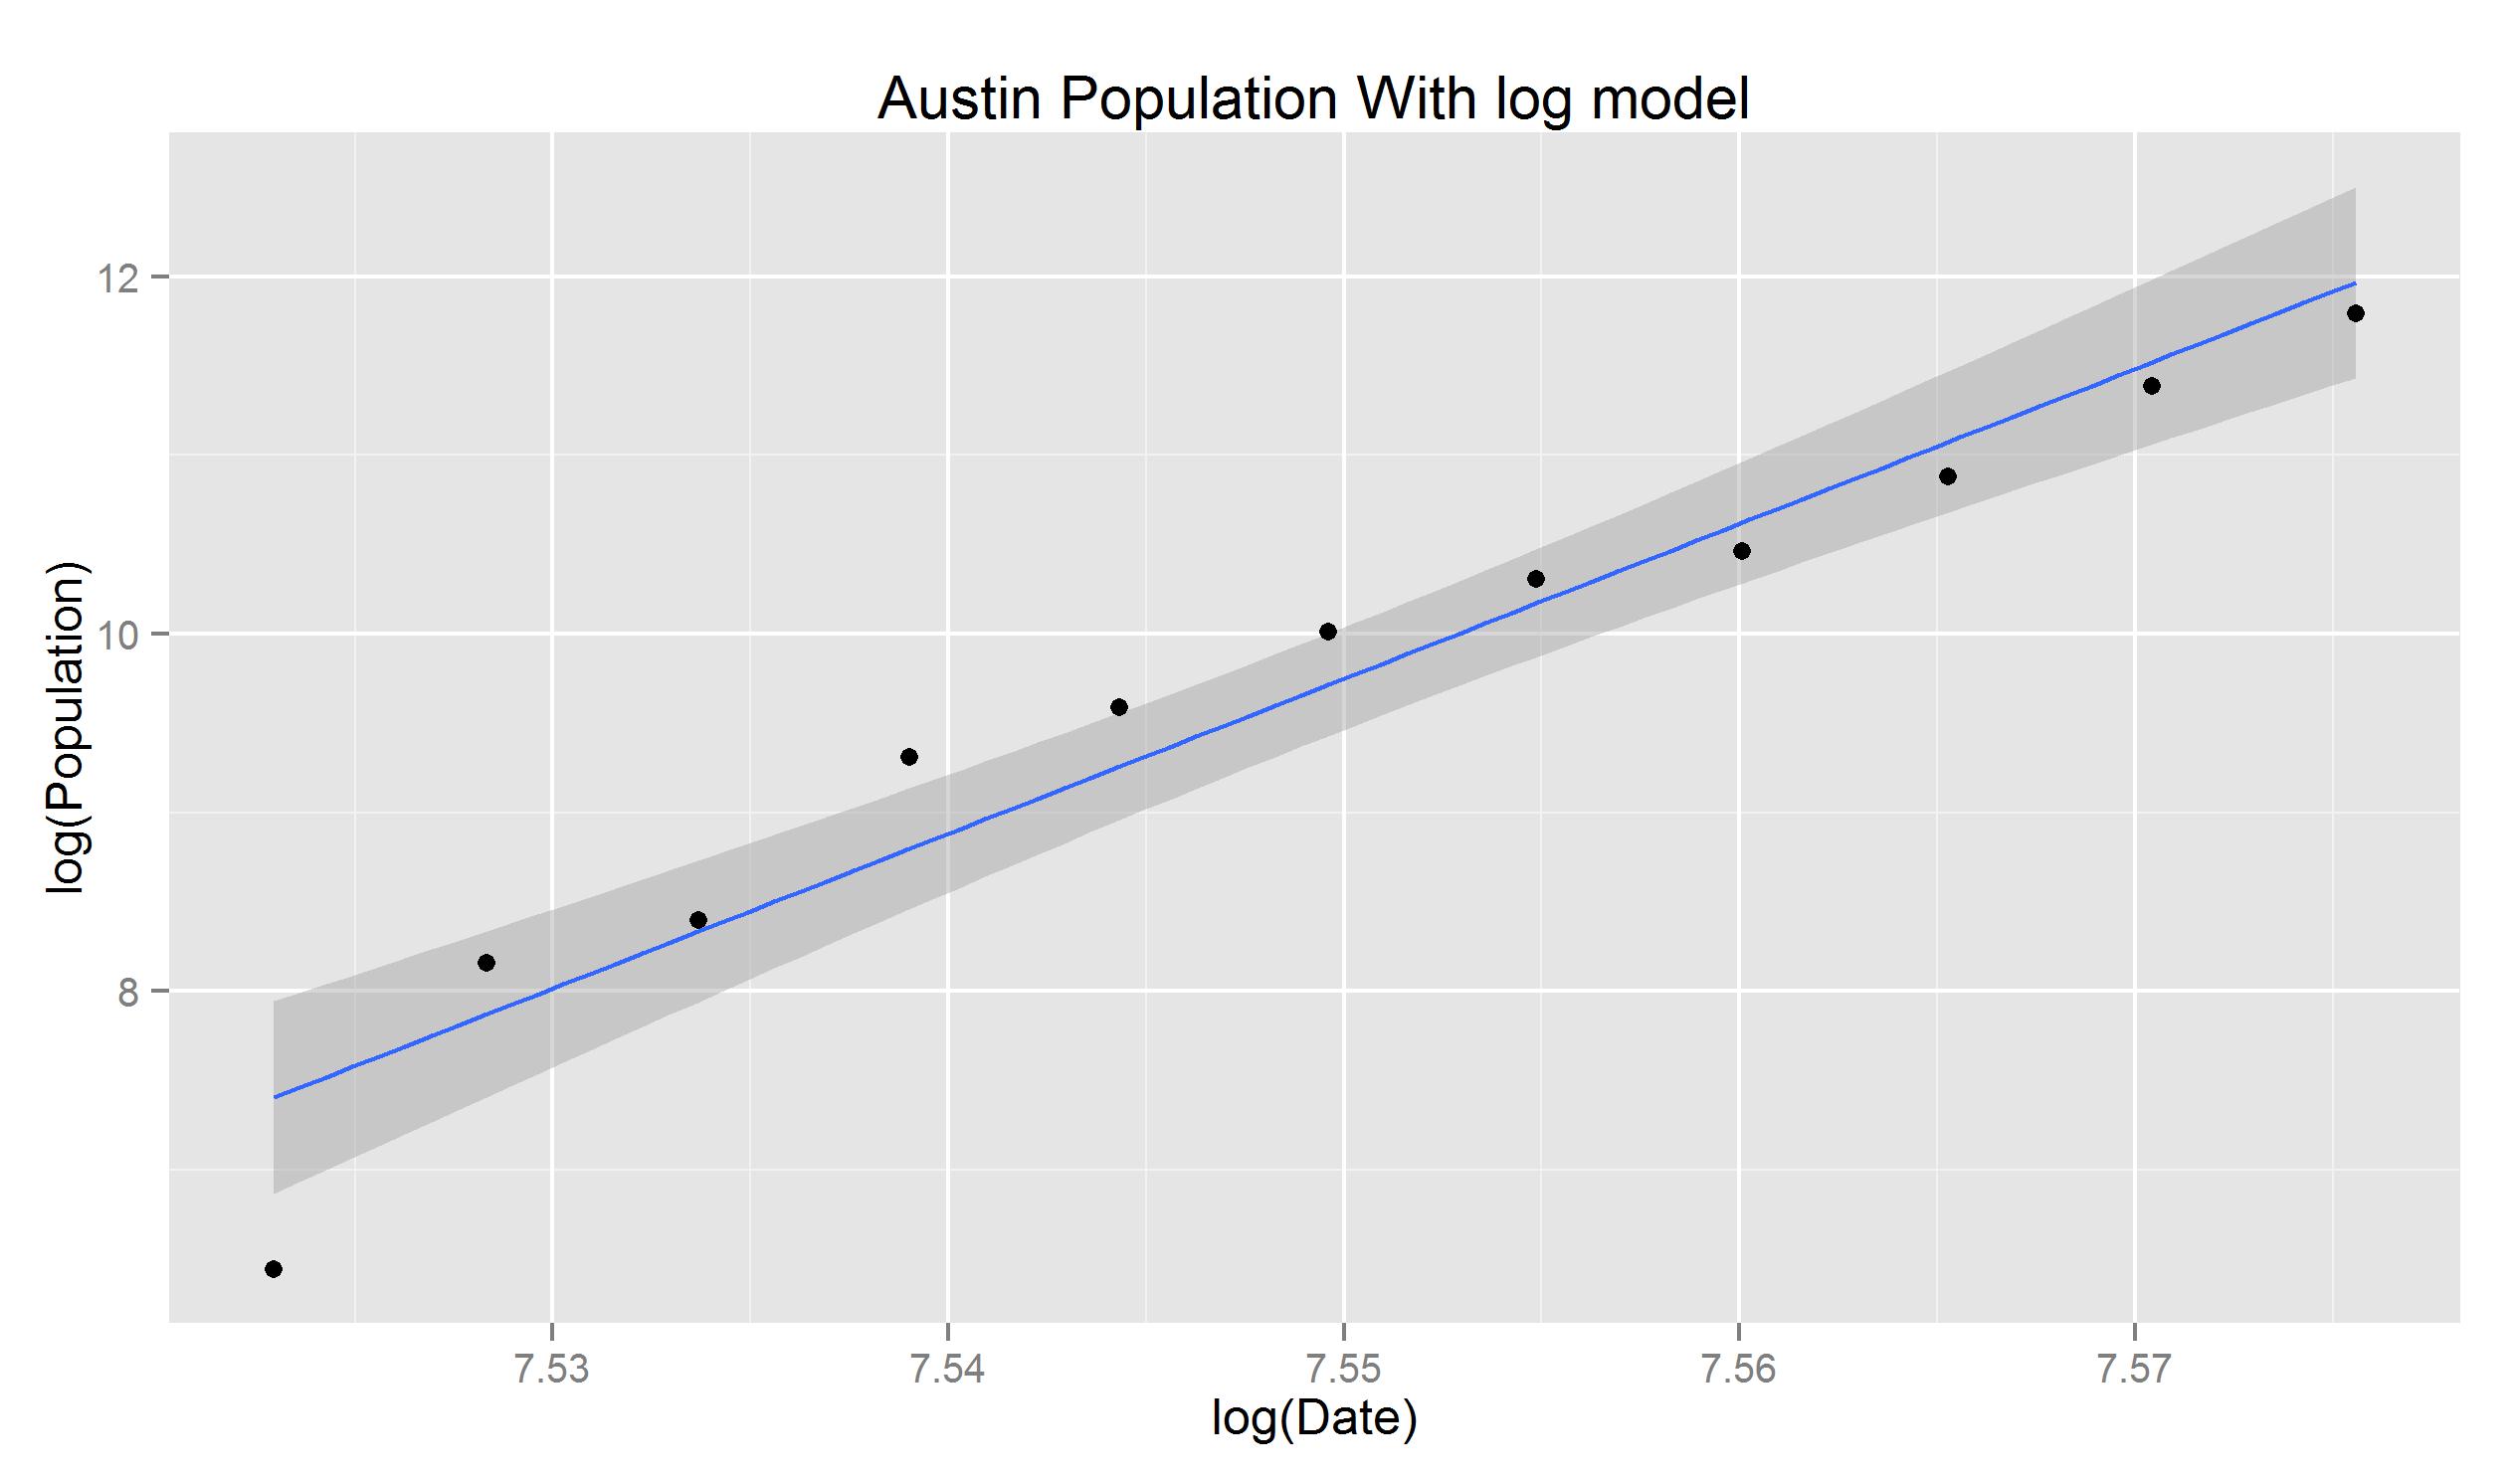 Austin Population With log model
12
10
8
log(Population)
7.53 7.54 7.55 7.56 7.57
log(Date)